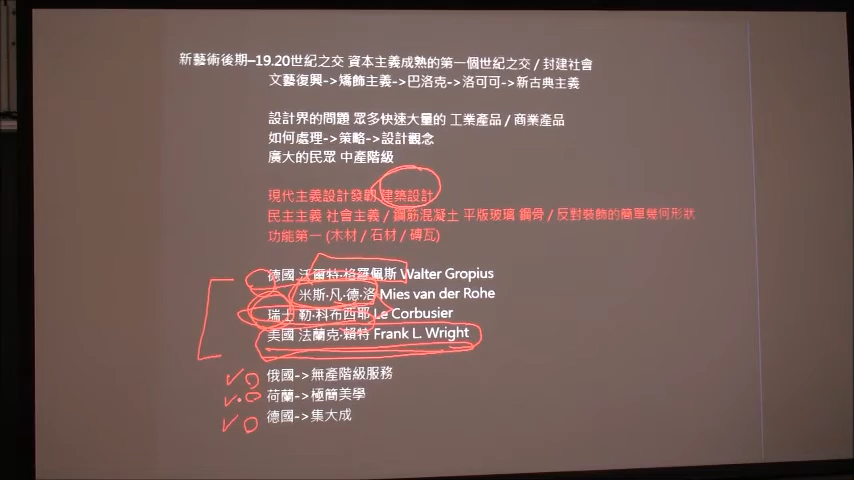 新藝術後期–19.20世紀之交 資本主義成熟的第一個世紀之交 / 封建社會
文藝復興->矯飾主義->巴洛克->洛可可->新古典主義
設計界的問題 眾多快速大量的 工業產品 / 商業產品
如何處理->策略->設計觀念
廣大的民眾 中產階級
現代主義設計發韌 建築設計
民主主義 社會主義 / 鋼筋混凝土 平版玻璃 鋼骨 / 反對裝飾的簡單幾何形狀
功能第一 (木材 / 石材 / 磚瓦)
德國 沃爾特·格羅佩斯 Walter Gropius
米斯·凡·德·洛 Mies van der Rohe
瑞士 勒·科布西耶 Le Corbusier
美國 法蘭克·賴特 Frank L. Wright
俄國->無產階級服務
荷蘭->極簡美學
德國->集大成